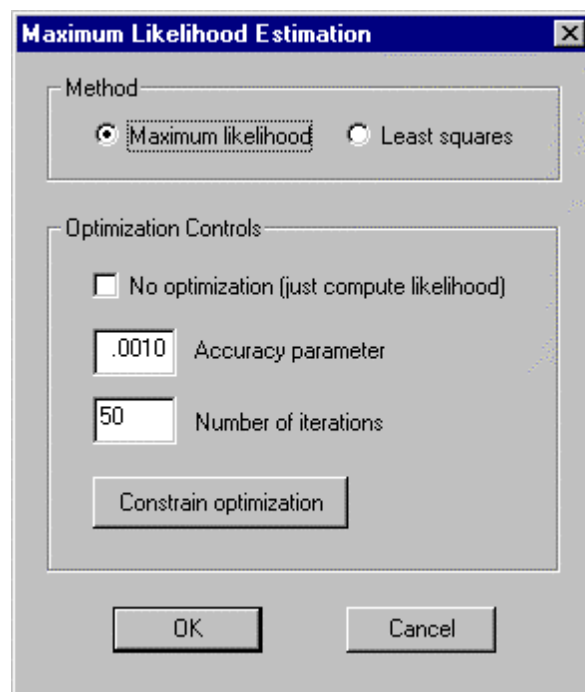 Maximum Likelihood Estimation
Method
Maximum likelihood
Least squares
Optimization Controls
No optimization (just compute likelihood)
.0010 Accuracy parameter
50 Number of iterations
Constrain optimization
OK
Cancel